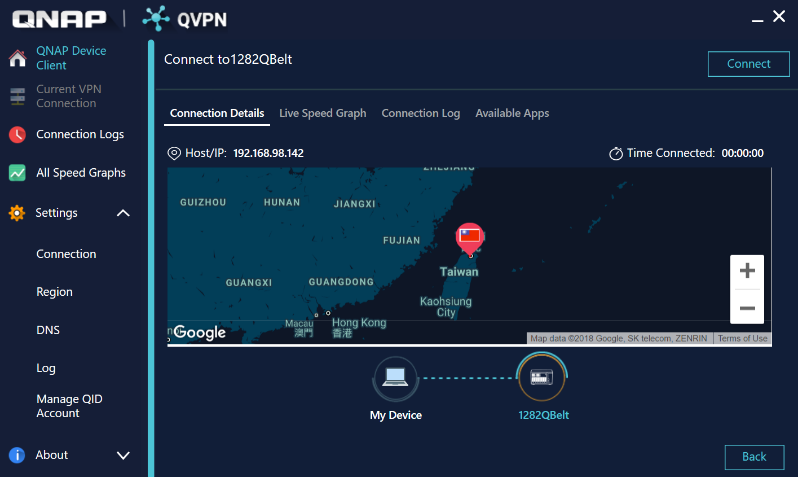 QNAP | QVPN
QNAP Device
Client
Current VPN
Connection
Connection Logs
All Speed Graphs
Settings
Connection
Region
DNS
Log
Manage QID
Account
About
Connect to1282QBelt
Connect
Connection Details
Live Speed Graph
Connection Log
Available Apps
Host/IP: 192.168.98.142
Time Connected: 00:00:00
ZHEJIANG
GUIZHOU
HUNAN
JIANGXI
FUJIAN
Taiwan
GUANGXI
GUANGDONG
Kaohsiung
City
Macau
澳門
Hong Kong
香港
Google
Map data ©2018 Google, SK telecom, ZENRIN
Terms of Use
My Device
1282QBelt
Back